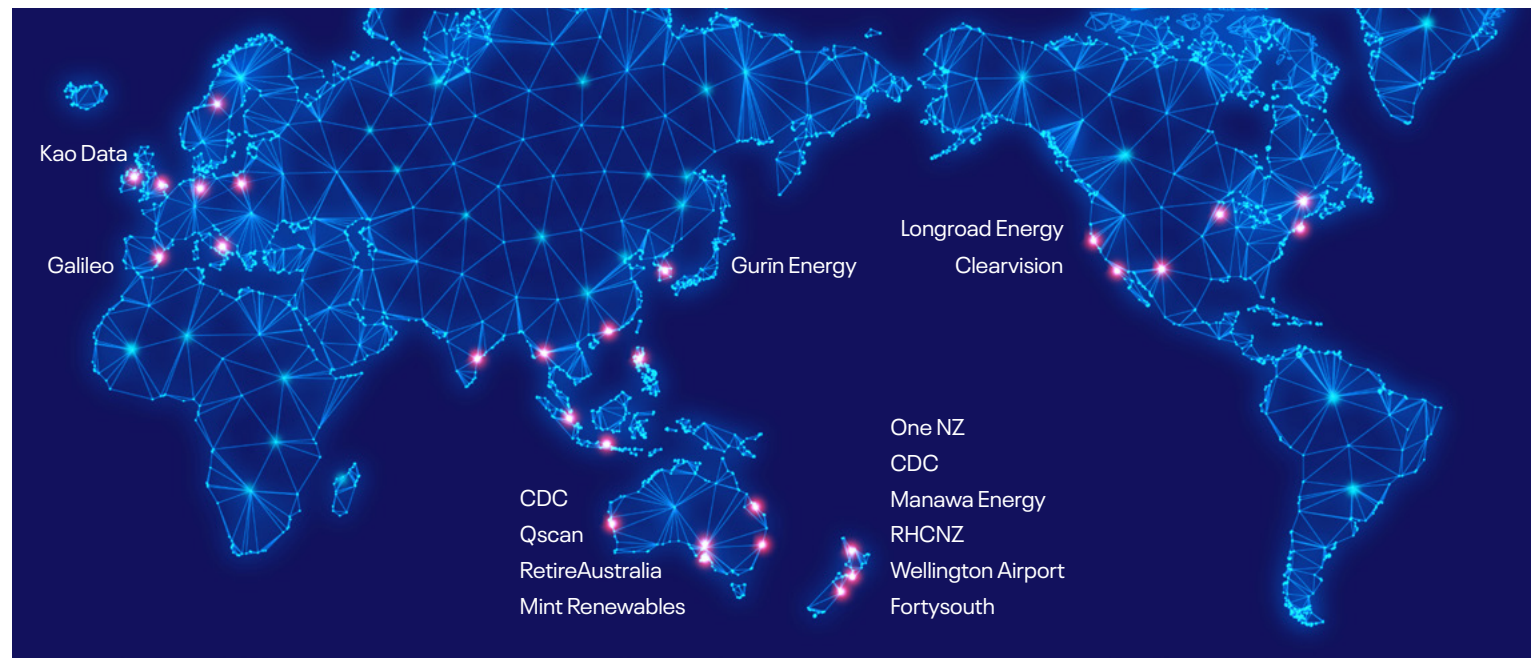 Kao Data
Galileo
Gurīn Energy
Longroad Energy
Clearvision
CDC
Qscan
RetireAustralia
Mint Renewables
One NZ
CDC
Manawa Energy
RHCNZ
Wellington Airport
Fortysouth